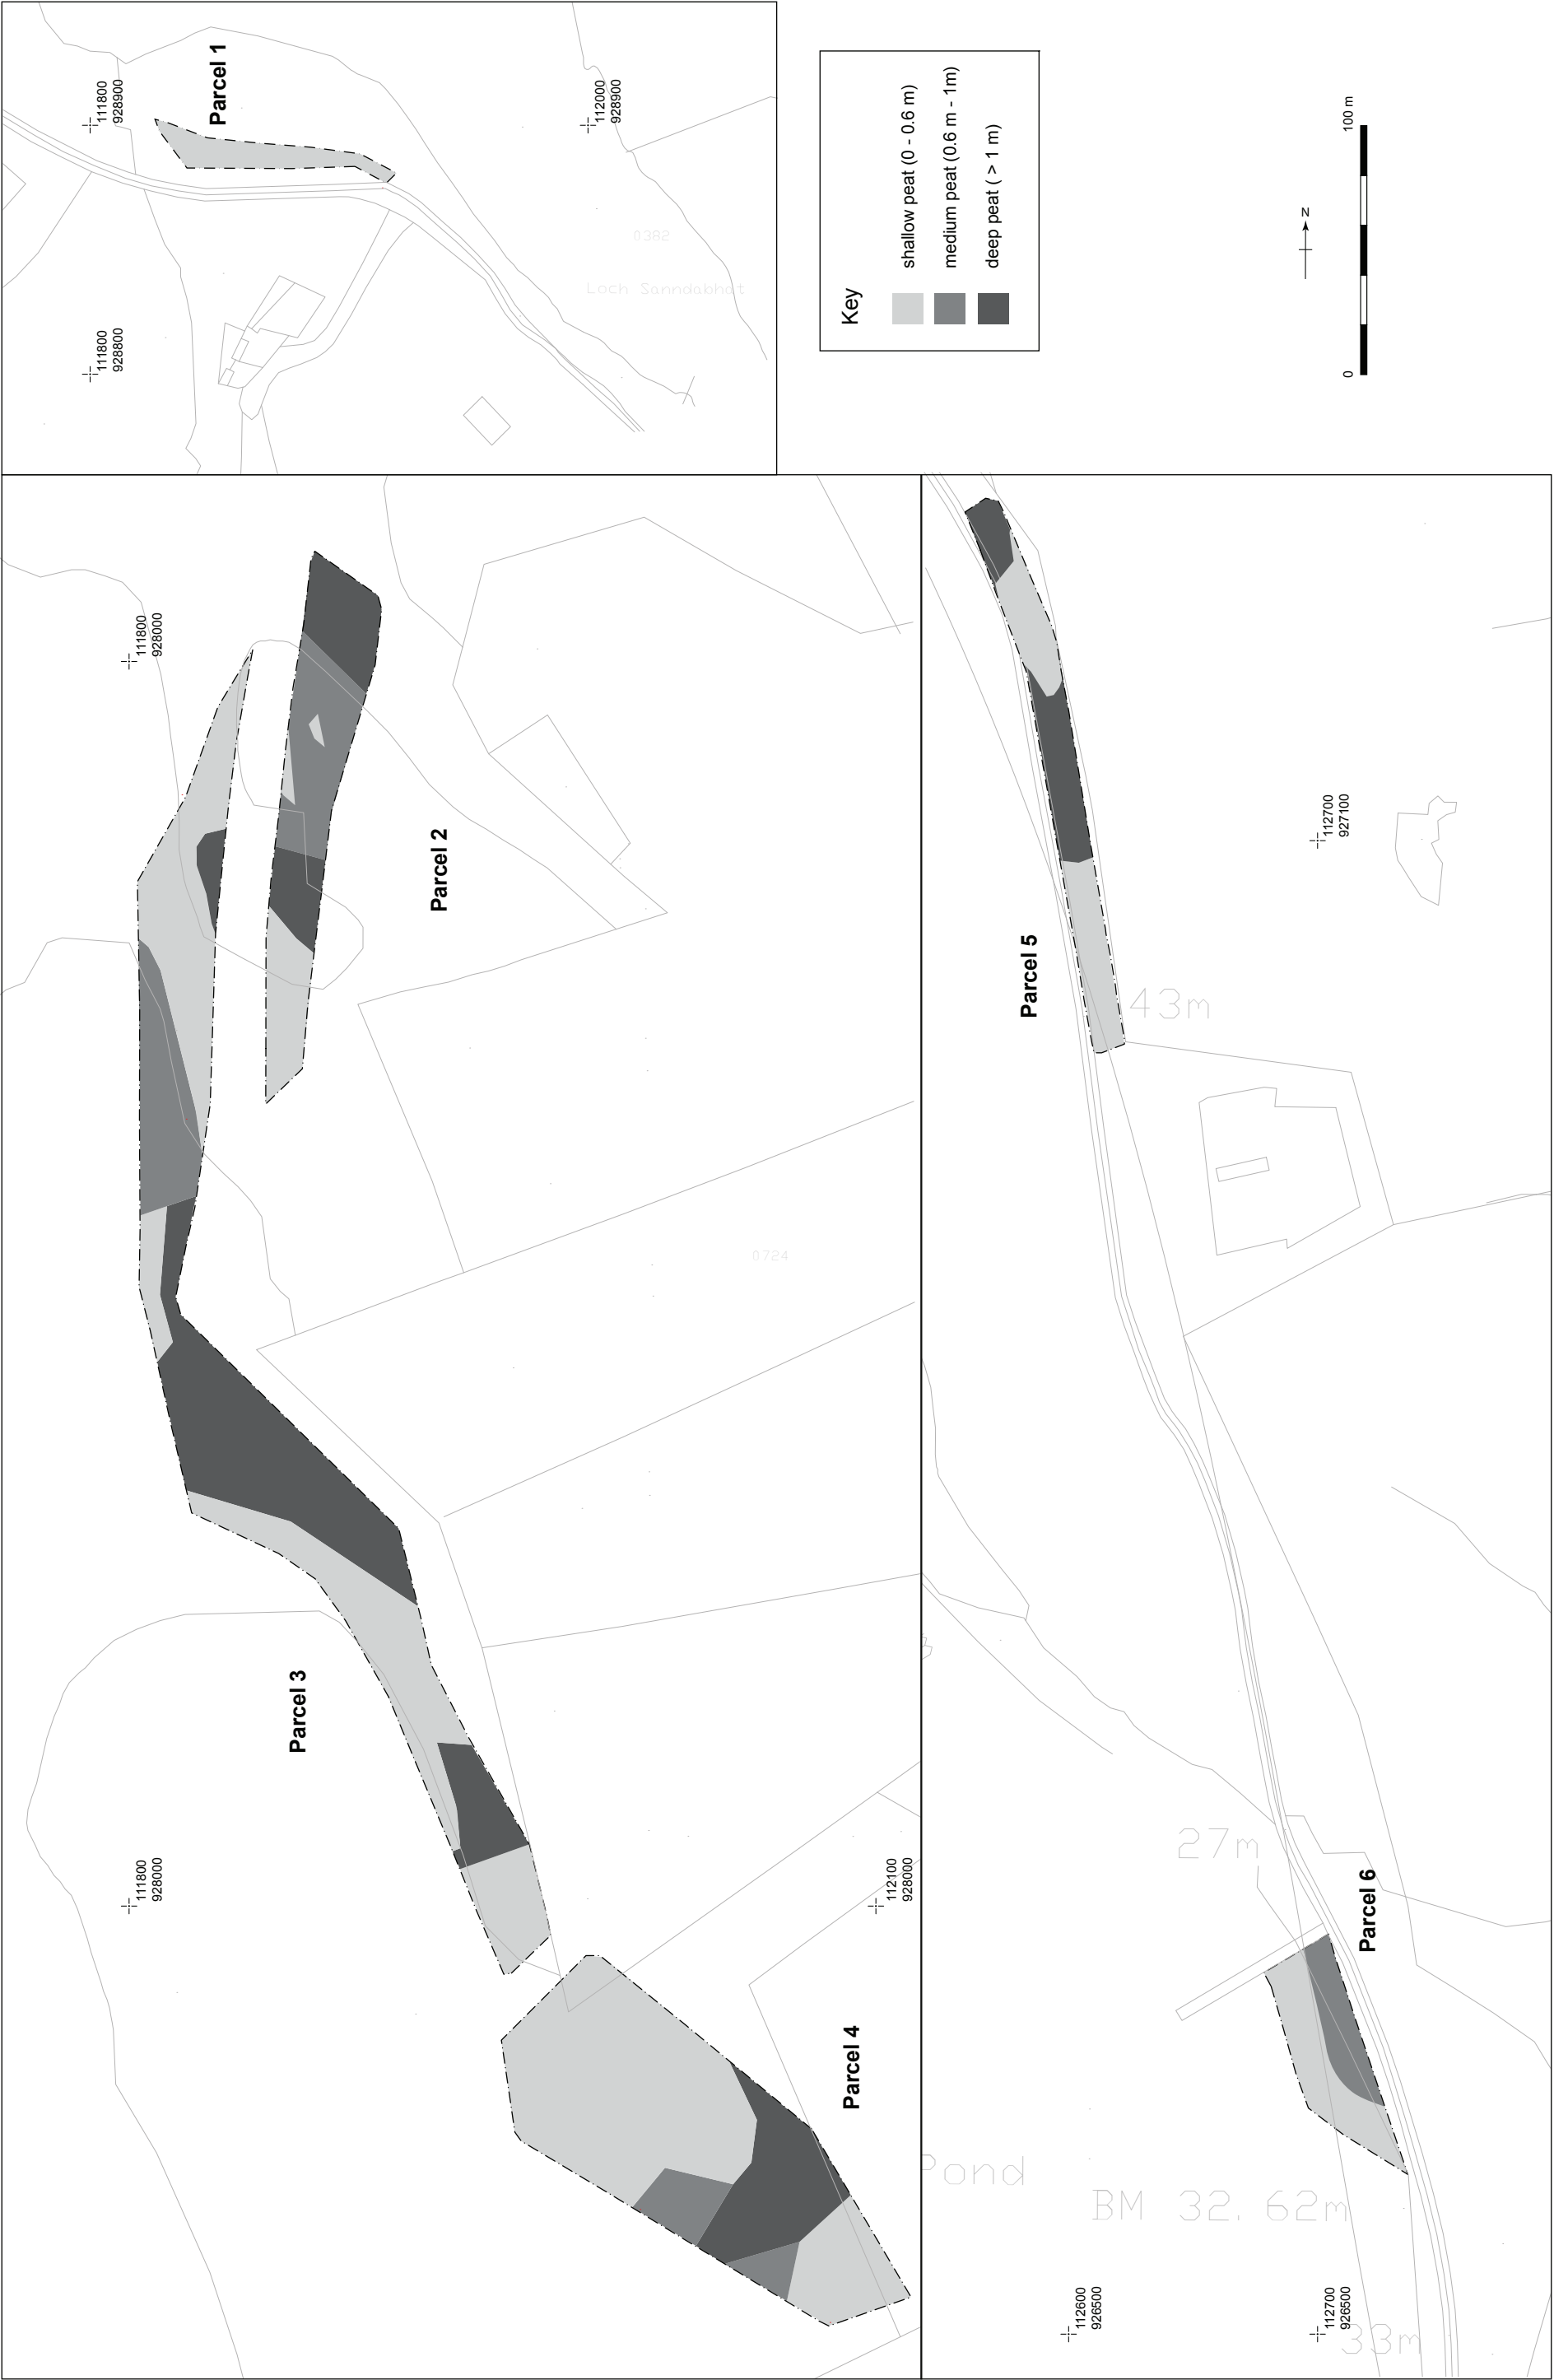 111800
928900
Parcel 1
112000
928900
111800
928800
0382
Loch Sanndabhat
Key
shallow peat (0 - 0.6 m)
medium peat (0.6 m - 1m)
deep peat ( > 1 m)
N
0
100 m
111800
928000
Parcel 2
0724
Parcel 3
111800
928000
112100
928000
Parcel 4
Parcel 5
112700
927100
43m
27m
Parcel 6
Pond
BM 32.62m
112600
926500
112700
926500
33m